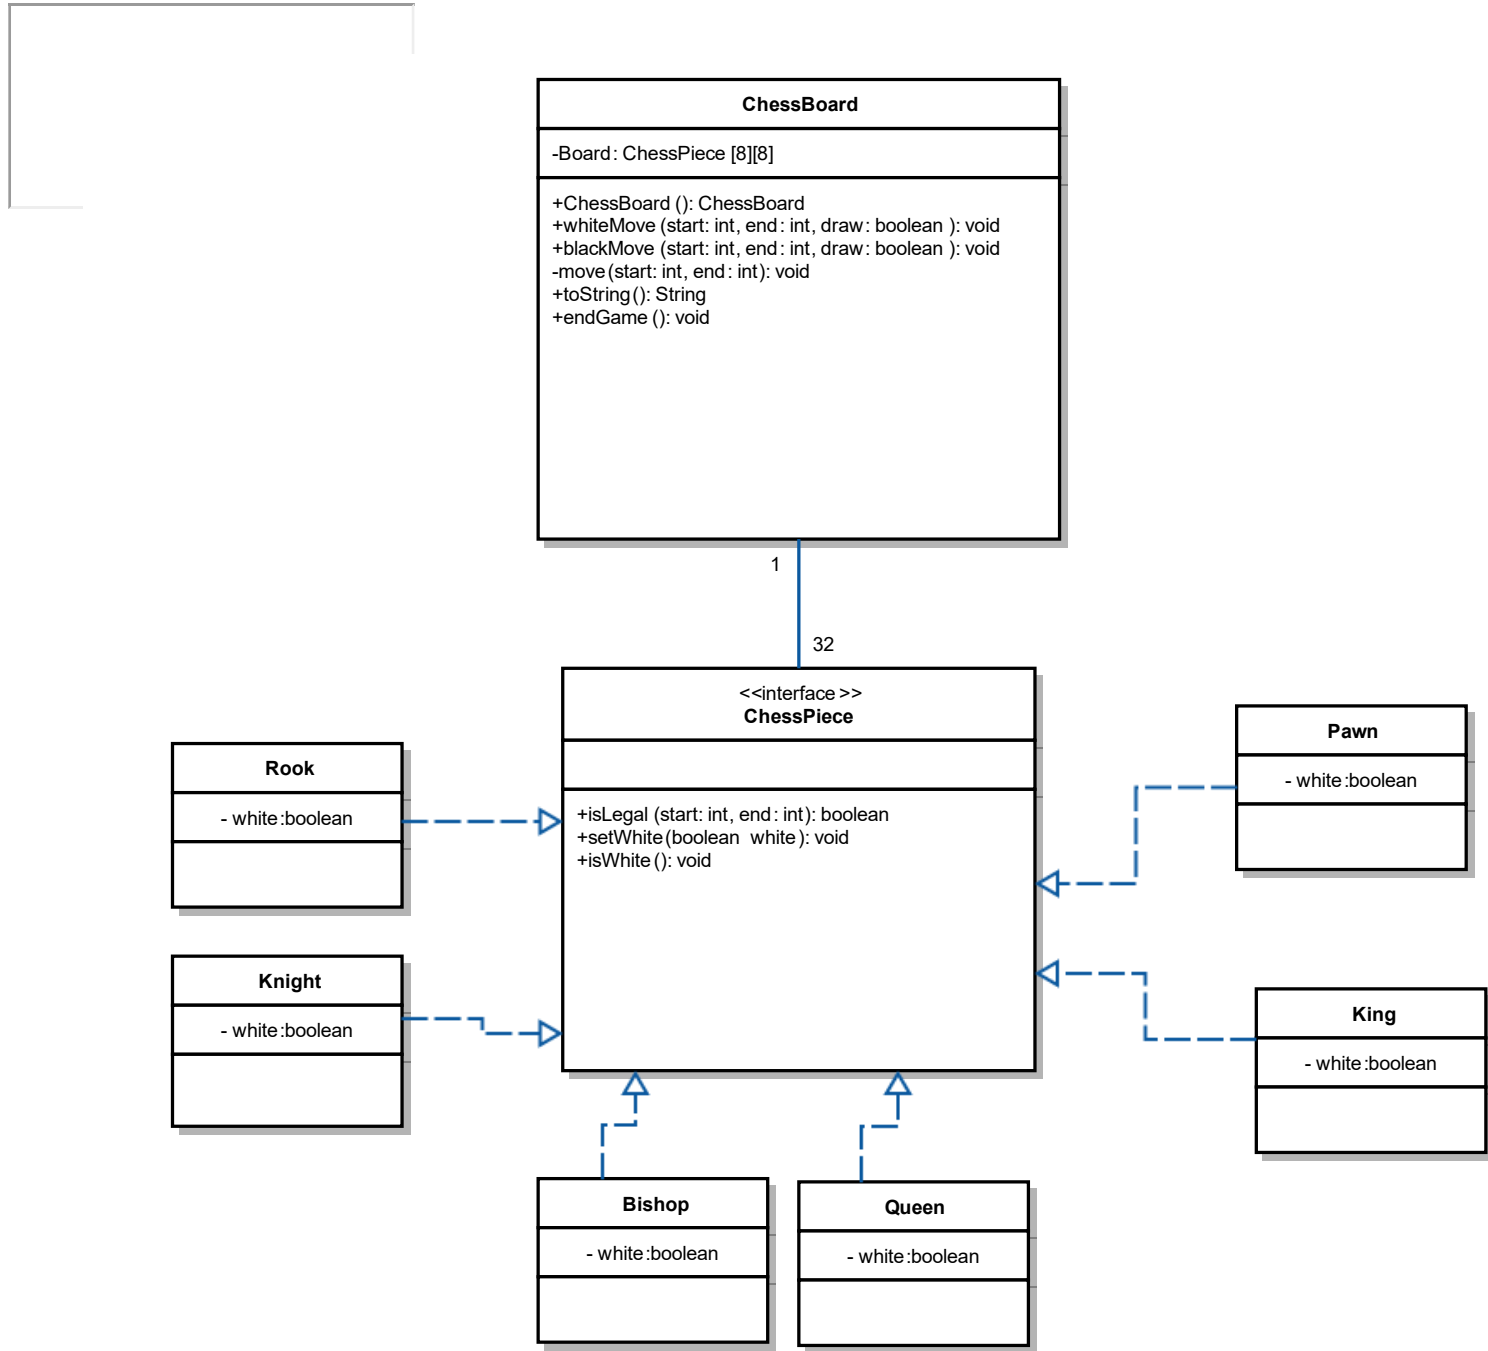 ChessBoard
-Board: ChessPiece [8][8]
+ChessBoard (): ChessBoard
+whiteMove (start: int, end: int, draw: boolean ): void
+blackMove (start: int, end: int, draw: boolean ): void
-move(start: int, end: int): void
+toString(): String
+endGame (): void
1
32
<<interface >>
ChessPiece
+isLegal (start: int, end: int): boolean
+setWhite(boolean white): void
+isWhite (): void
Rook
- white:boolean
Knight
- white:boolean
Bishop
- white:boolean
Queen
- white:boolean
Pawn
- white:boolean
King
- white:boolean